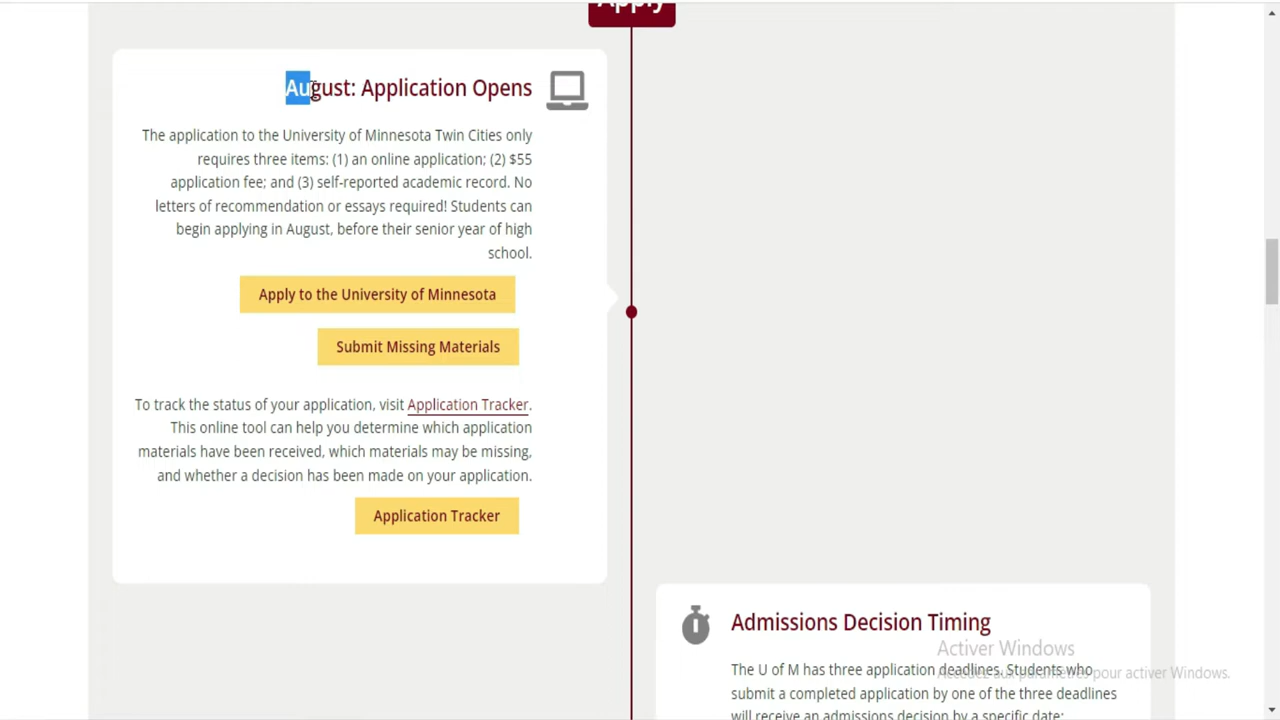 Apply
August: Application Opens
The application to the University of Minnesota Twin Cities only
requires three items: (1) an online application; (2) $55
application fee; and (3) self-reported academic record. No
letters of recommendation or essays required! Students can
begin applying in August, before their senior year of high
school.
Apply to the University of Minnesota
Submit Missing Materials
To track the status of your application, visit Application Tracker.
This online tool can help you determine which application
materials have been received, which materials may be missing,
and whether a decision has been made on your application.
Application Tracker
Admissions Decision Timing
The U of M has three application deadlines. Students who
submit a completed application by one of the three deadlines
will receive an admissions decision by a specific date:
Activer Windows
Accédez aux paramètres pour activer Windows.